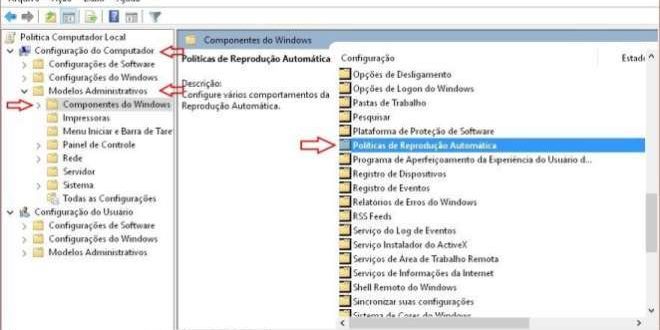 Política Computador Local
Configuração do Computador
Configurações de Software
Configurações do Windows
Modelos Administrativos
Componentes do Windows
Impressoras
Menu Iniciar e Barra de Tare
Painel de Controle
Rede
Servidor
Sistema
Todas as Configurações
Configuração do Usuário
Configurações de Software
Configurações do Windows
Modelos Administrativos
Componentes do Windows
Políticas de Reprodução Automática
Descrição:
Configure vários comportamentos da
Reprodução Automática.
Configuração
Estado
Opções de Desligamento
Opções de Logon do Windows
Pastas de Trabalho
Pesquisar
Plataforma de Proteção de Software
Políticas de Reprodução Automática
Programa de Aperfeiçoamento da Experiência do Usuário d...
Registro de Dispositivos
Registro de Eventos
Relatórios de Erros do Windows
RSS Feeds
Serviço do Log de Eventos
Serviço Instalador do ActiveX
Serviços de Área de Trabalho Remota
Serviços de Informações da Internet
Shell Remoto do Windows
Sincronizar suas configurações
Sistema de Cores do Windows